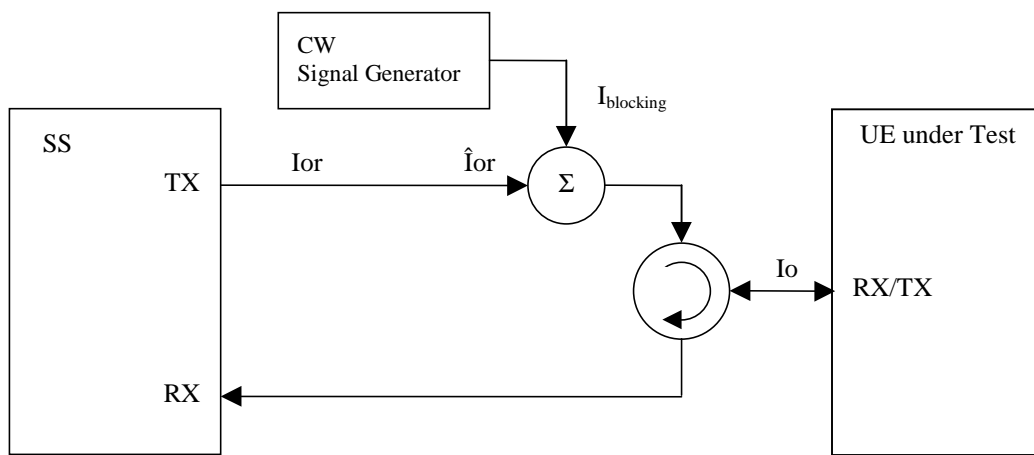 CW
Signal Generator
I_blocking
SS
UE under Test
TX
Ior
Îor
Σ
Io
RX/TX
RX